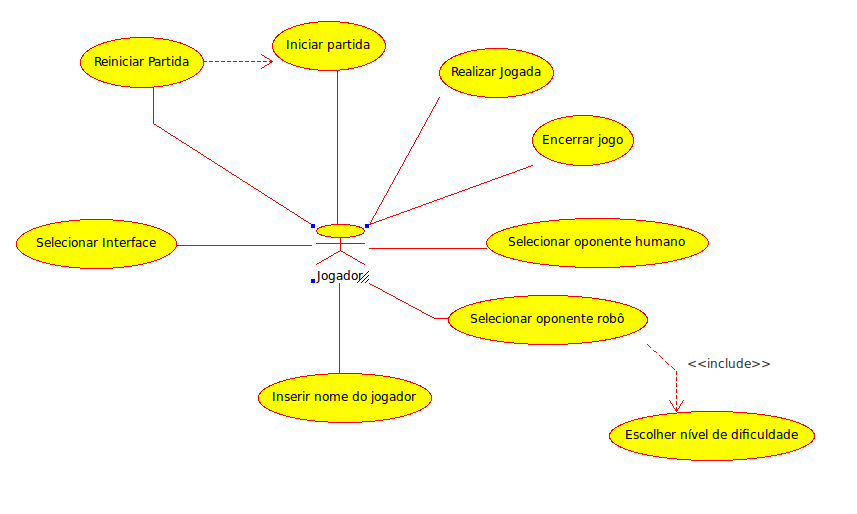 Iniciar partida
Reiniciar Partida
Realizar Jogada
Encerrar jogo
Selecionar Interface
Selecionar oponente humano
Jogador
Selecionar oponente robô
<<include>>
Inserir nome do jogador
Escolher nível de dificuldade